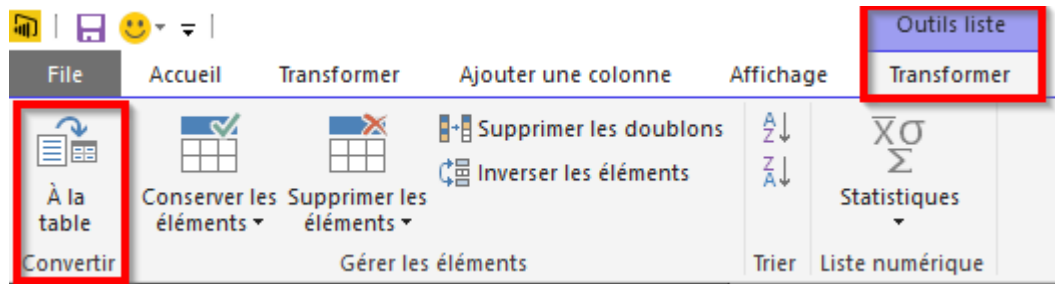 Outils liste
File Accueil Transformer Ajouter une colonne Affichage Transformer
À la table
Conserver les éléments
Supprimer les éléments
Supprimer les doublons
Inverser les éléments
A Z
Z A
Statistiques
Convertir Gérer les éléments Trier Liste numérique